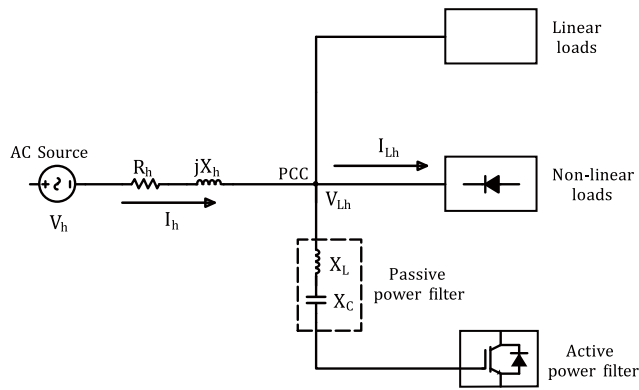 Linear
loads
AC Source
R_h
jX_h
PCC
I_Lh
V_h
I_h
V_Lh
Non-linear
loads
X_L
X_C
Passive
power filter
Active
power filter